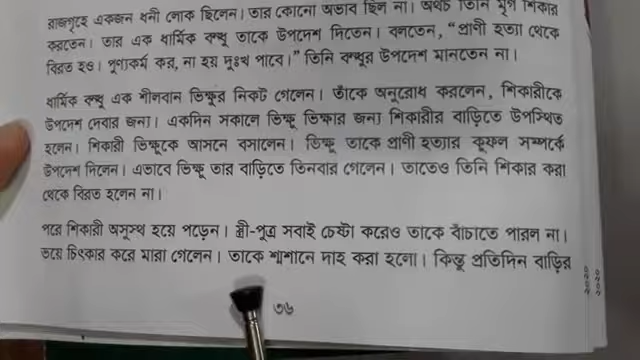 রাজগৃহে একজন ধনী লোক ছিলেন। তার কোনো অভাব ছিল না। অথচ তিনি মৃগ শিকার
করতেন। তার এক ধার্মিক বন্ধু তাকে উপদেশ দিতেন। বলতেন, “প্রাণী হত্যা থেকে
বিরত হও। পুণ্যকর্ম কর, না হয় দুঃখ পাবে।” তিনি বন্ধুর উপদেশ মানতেন না।
ধার্মিক বন্ধু এক শীলবান ভিক্ষুর নিকট গেলেন। তাঁকে অনুরোধ করলেন, শিকারীকে
উপদেশ দেবার জন্য। একদিন সকালে ভিক্ষু ভিক্ষার জন্য শিকারীর বাড়িতে উপস্থিত
হলেন। শিকারী ভিক্ষুকে আসনে বসালেন। ভিক্ষু তাকে প্রাণী হত্যার কুফল সম্পর্কে
উপদেশ দিলেন। এভাবে ভিক্ষু তার বাড়িতে তিনবার গেলেন। তাতেও তিনি শিকার করা
থেকে বিরত হলেন না।
পরে শিকারী অসুস্থ হয়ে পড়েন। স্ত্রী-পুত্র সবাই চেষ্টা করেও তাকে বাঁচাতে পারল না।
ভয়ে চিৎকার করে মারা গেলেন। তাকে শ্মশানে দাহ করা হলো। কিন্তু প্রতিদিন বাড়ির
৩৬
২০২০
২০২০